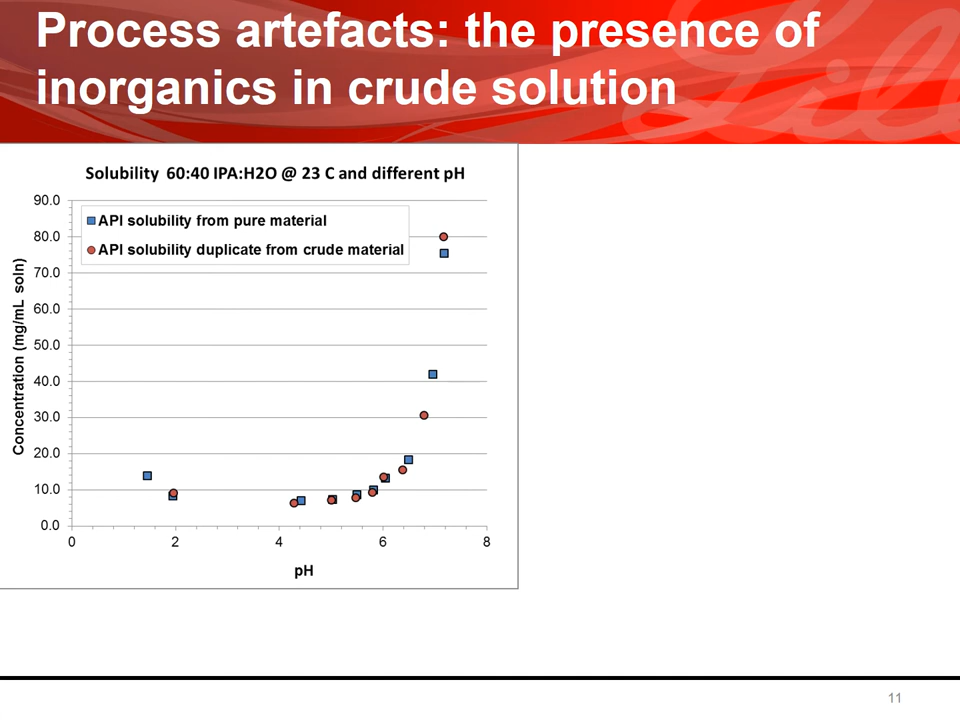 Process artefacts: the presence of
inorganics in crude solution
Solubility 60:40 IPA:H2O @ 23 C and different pH
90.0
80.0
70.0
60.0
50.0
40.0
30.0
20.0
10.0
0.0
API solubility from pure material
API solubility duplicate from crude material
Concentration (mg/mL soln)
0 2 4 6 8
pH
11